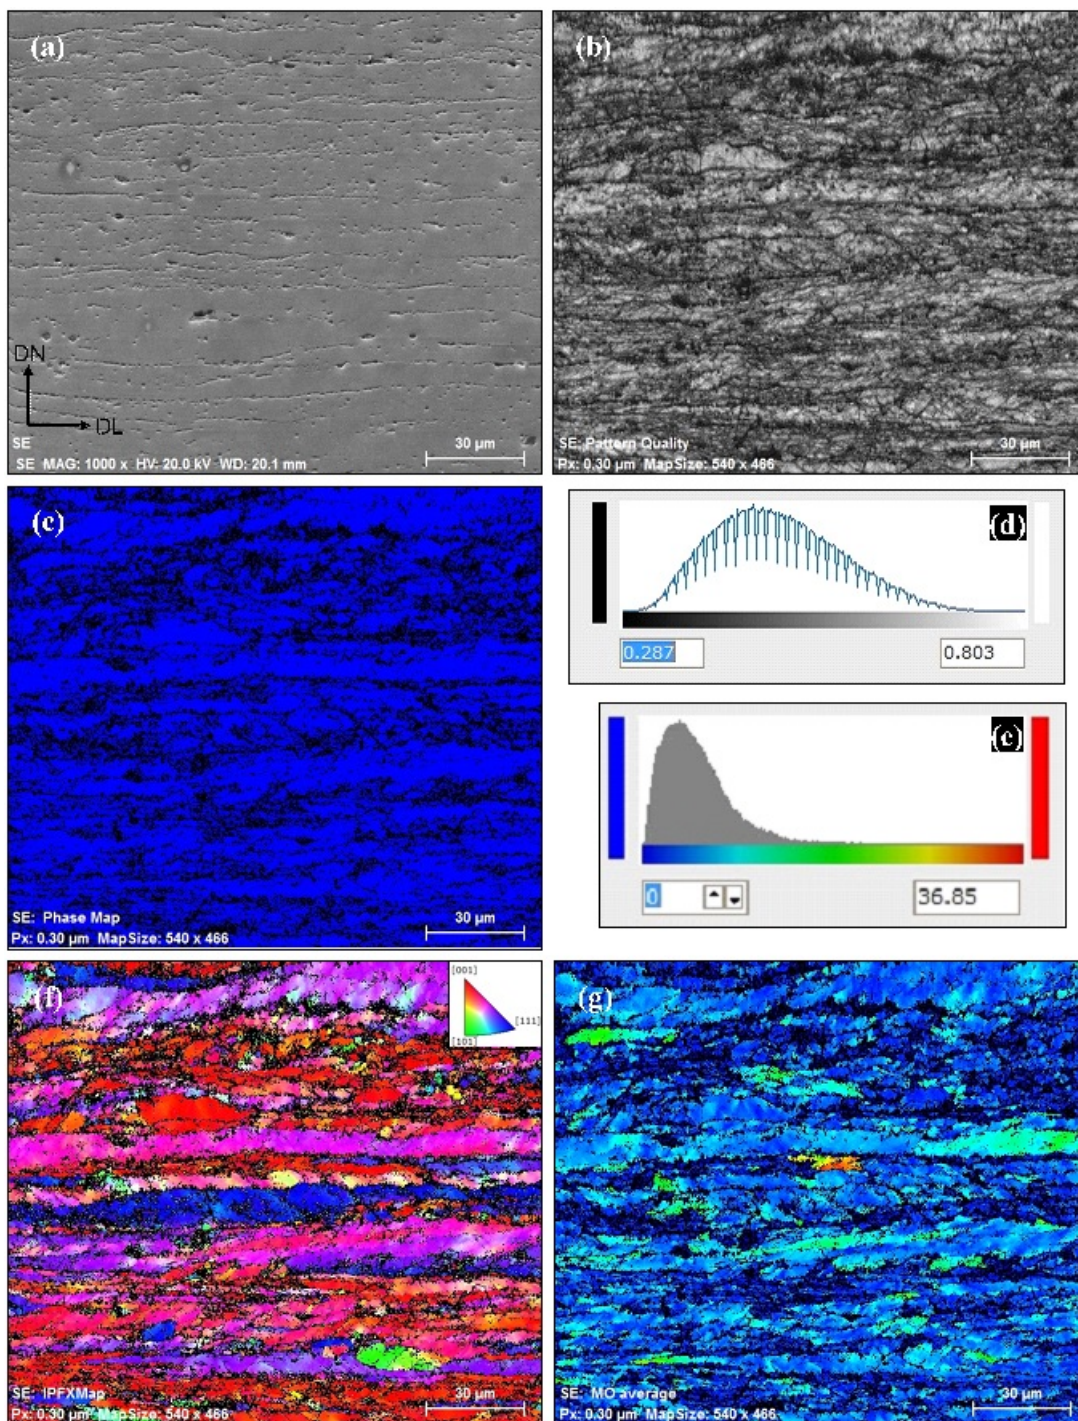 (a)
DN
DL
SE
30 µm
SE MAG: 1000 x HV: 20.0 kV WD: 20.1 mm
(b)
SE: Pattern Quality
30 µm
Px: 0.30 µm MapSize: 540 x 466
(c)
SE: Phase Map
30 µm
Px: 0.30 µm MapSize: 540 x 466
(d)
0.287
0.803
(e)
0
36.85
(f)
[001]
[111]
[101]
SE: IPFXMap
30 µm
Px: 0.30 µm MapSize: 540 x 466
(g)
SE: MO average
30 µm
Px: 0.30 µm MapSize: 540 x 466